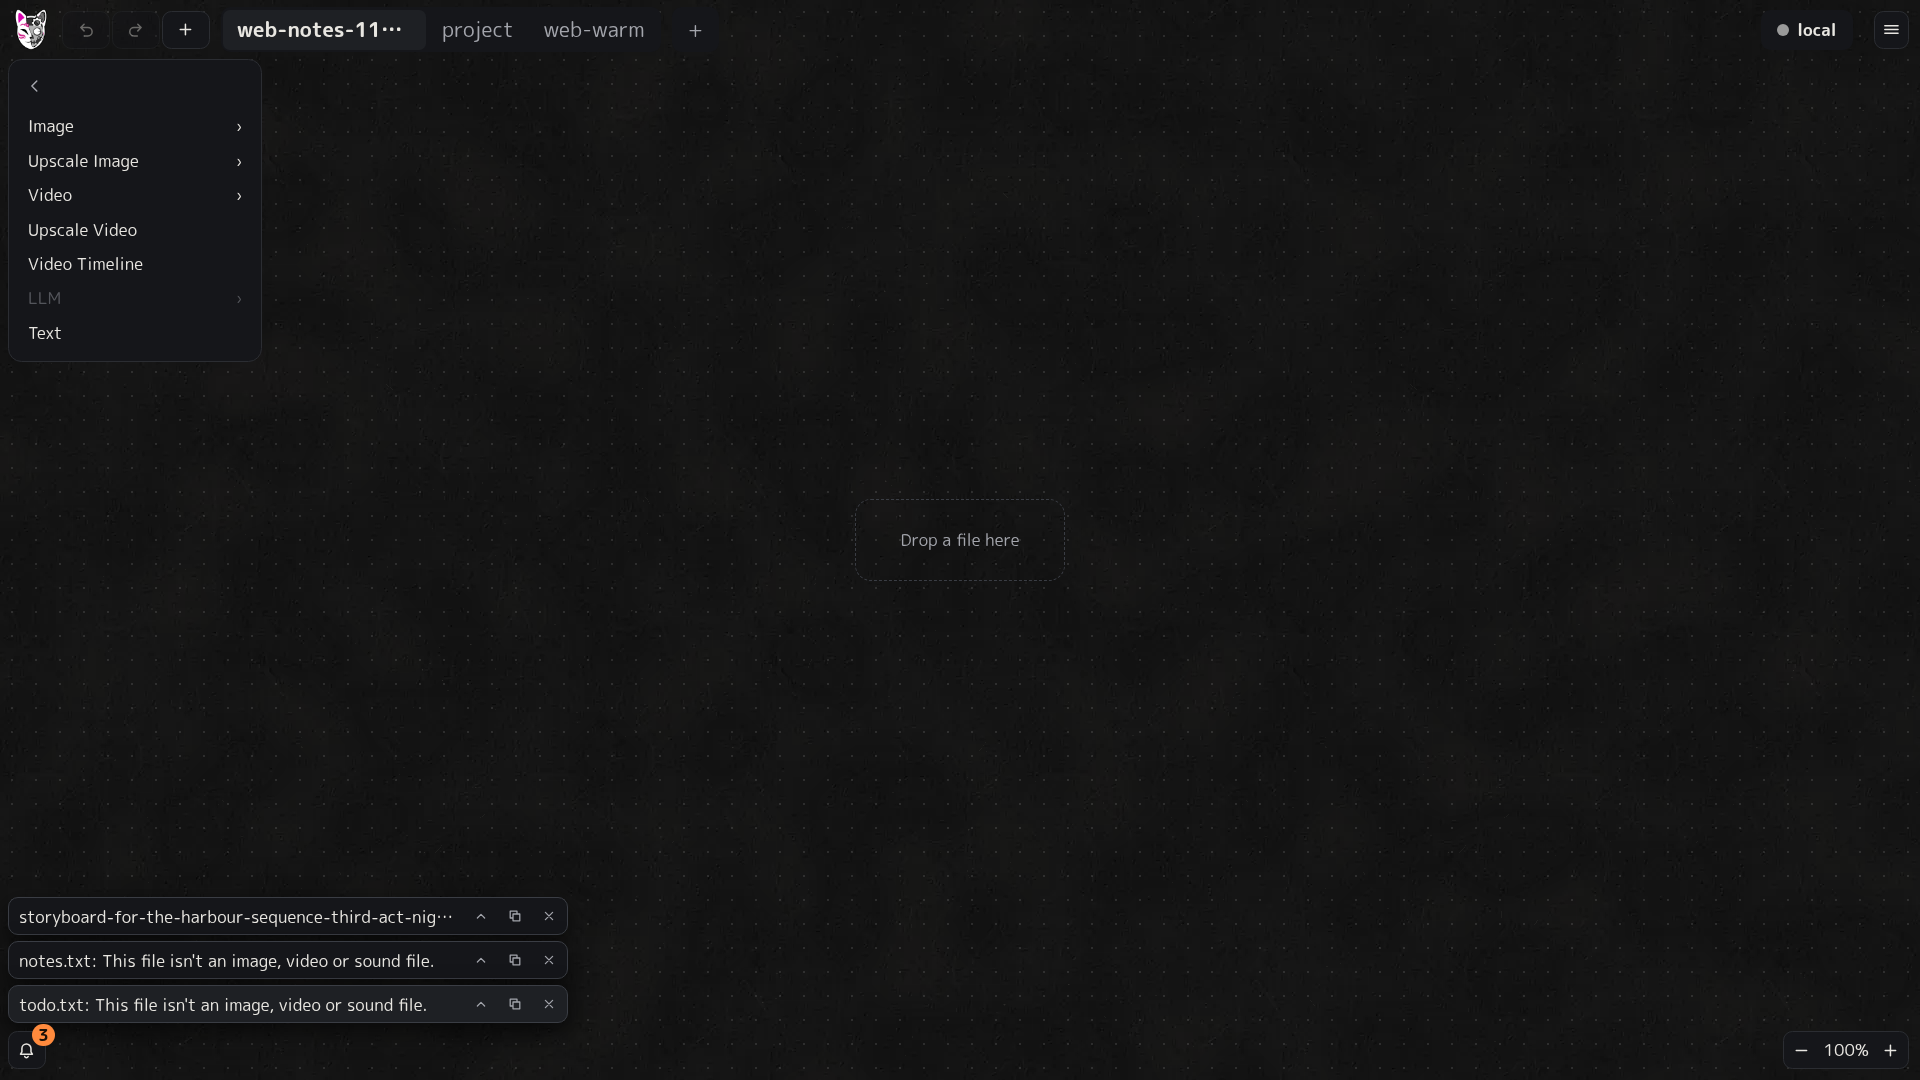 web-notes-11…
project
web-warm
local
Image
Upscale Image
Video
Upscale Video
Video Timeline
LLM
Text
Drop a file here
storyboard-for-the-harbour-sequence-third-act-nig…
notes.txt: This file isn't an image, video or sound file.
todo.txt: This file isn't an image, video or sound file.
3
100%